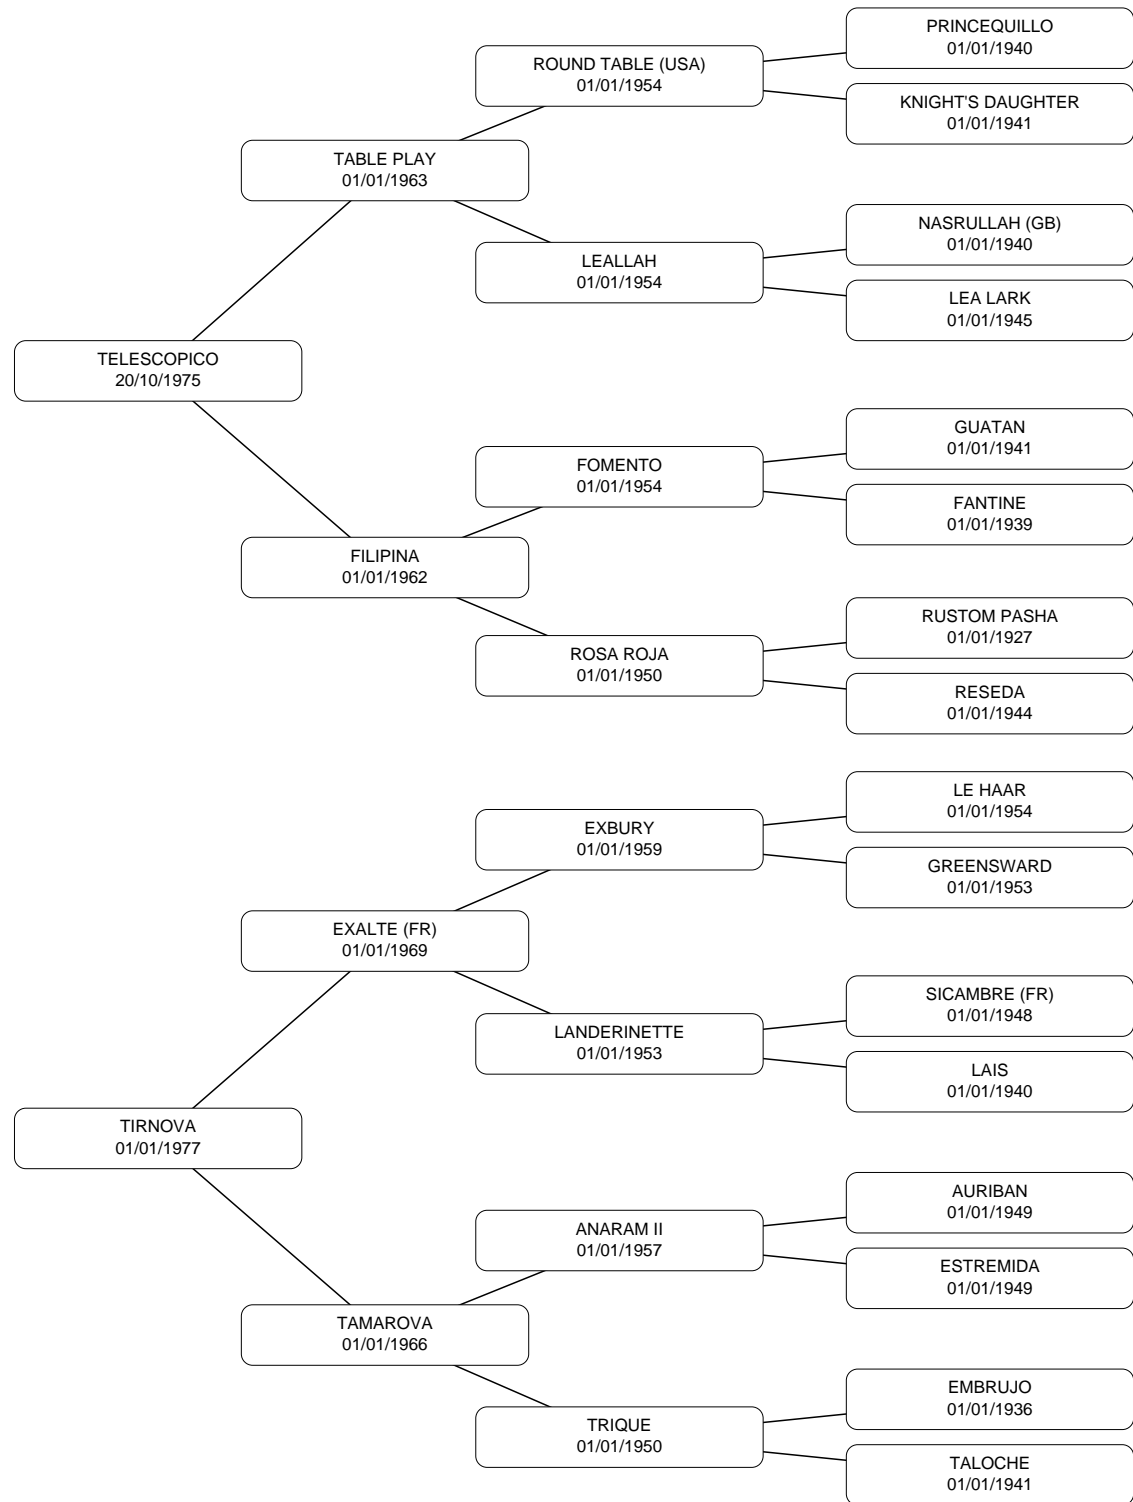 PRINCEQUILLO
01/01/1940
ROUND TABLE (USA)
01/01/1954
KNIGHT'S DAUGHTER
01/01/1941
TABLE PLAY
01/01/1963
NASRULLAH (GB)
01/01/1940
LEALLAH
01/01/1954
LEA LARK
01/01/1945
TELESCOPICO
20/10/1975
GUATAN
01/01/1941
FOMENTO
01/01/1954
FANTINE
01/01/1939
FILIPINA
01/01/1962
RUSTOM PASHA
01/01/1927
ROSA ROJA
01/01/1950
RESEDA
01/01/1944
LE HAAR
01/01/1954
EXBURY
01/01/1959
GREENSWARD
01/01/1953
EXALTE (FR)
01/01/1969
SICAMBRE (FR)
01/01/1948
LANDERINETTE
01/01/1953
LAIS
01/01/1940
TIRNOVA
01/01/1977
AURIBAN
01/01/1949
ANARAM II
01/01/1957
ESTREMIDA
01/01/1949
TAMAROVA
01/01/1966
EMBRUJO
01/01/1936
TRIQUE
01/01/1950
TALOCHE
01/01/1941